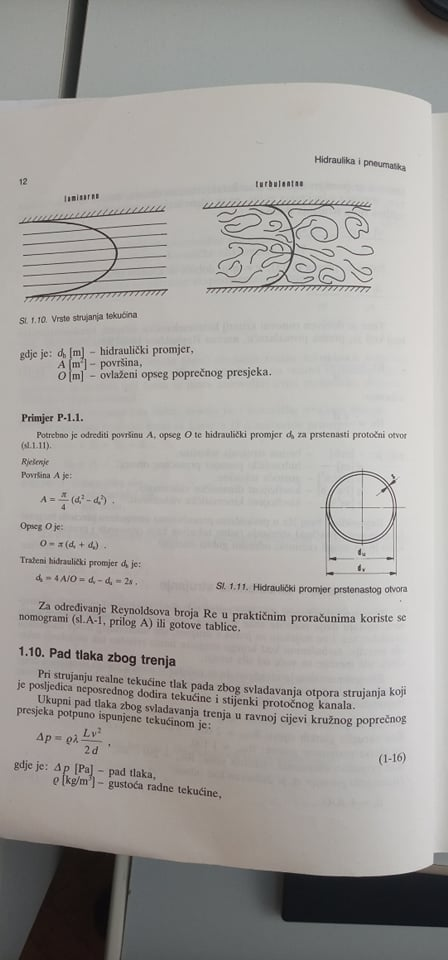 Hidraulika i pneumatika
12
laminarno
turbulentno
Sl. 1.10. Vrste strujanja tekućina
gdje je: dₕ [m] – hidraulički promjer,
A [m²] – površina,
O [m] – ovlaženi opseg poprečnog presjeka.
Primjer P-1.1.
Potrebno je odrediti površinu A, opseg O te hidraulički promjer dₕ za prstenasti protočni otvor
(sl.1.11).
Rješenje
Površina A je:
A = π/4 (dᵥ² – dᵤ²) .
Opseg O je:
O = π (dᵥ + dᵤ) .
Traženi hidraulički promjer dₕ je:
dₕ = 4 A/O = dᵥ – dᵤ = 2s .
s
dᵤ
dᵥ
Sl. 1.11. Hidraulički promjer prstenastog otvora
Za određivanje Reynoldsova broja Re u praktičnim proračunima koriste se
nomogrami (sl.A-1, prilog A) ili gotove tablice.
1.10. Pad tlaka zbog trenja
Pri strujanju realne tekućine tlak pada zbog svladavanja otpora strujanja koji
je posljedica neposrednog dodira tekućine i stijenki protočnog kanala.
Ukupni pad tlaka zbog svladavanja trenja u ravnoj cijevi kružnog poprečnog
presjeka potpuno ispunjene tekućinom je:
Δp = ϱλ Lv²/2d ,
(1-16)
gdje je: Δp [Pa] – pad tlaka,
ϱ [kg/m³] – gustoća radne tekućine,